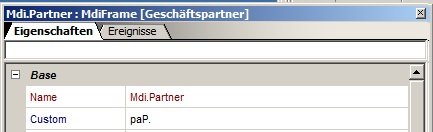 Mdi.Partner : MdiFrame [Geschäftspartner]
Eigenschaften Ereignisse
Base
Name Mdi.Partner
Custom paP.